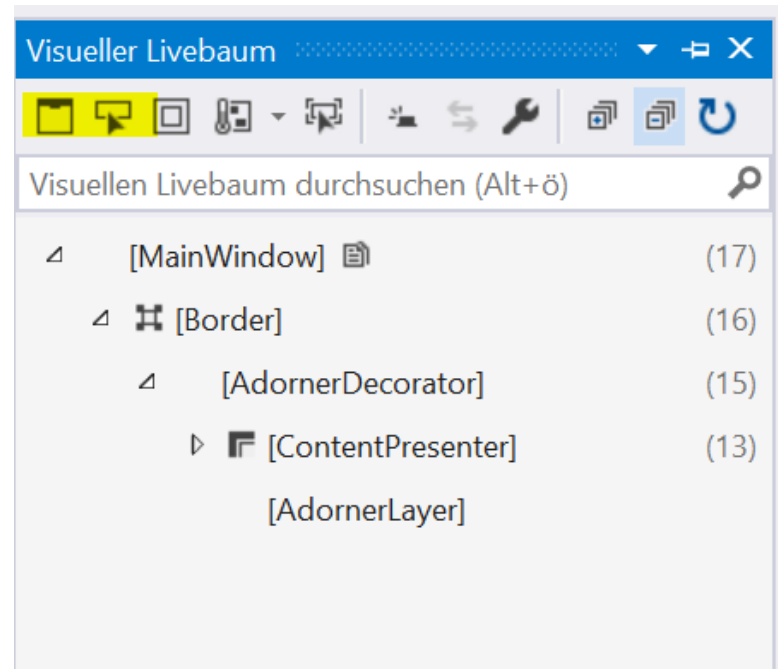 Visueller Livebaum
Visuellen Livebaum durchsuchen (Alt+ö)
[MainWindow] (17)
[Border] (16)
[AdornerDecorator] (15)
[ContentPresenter] (13)
[AdornerLayer]